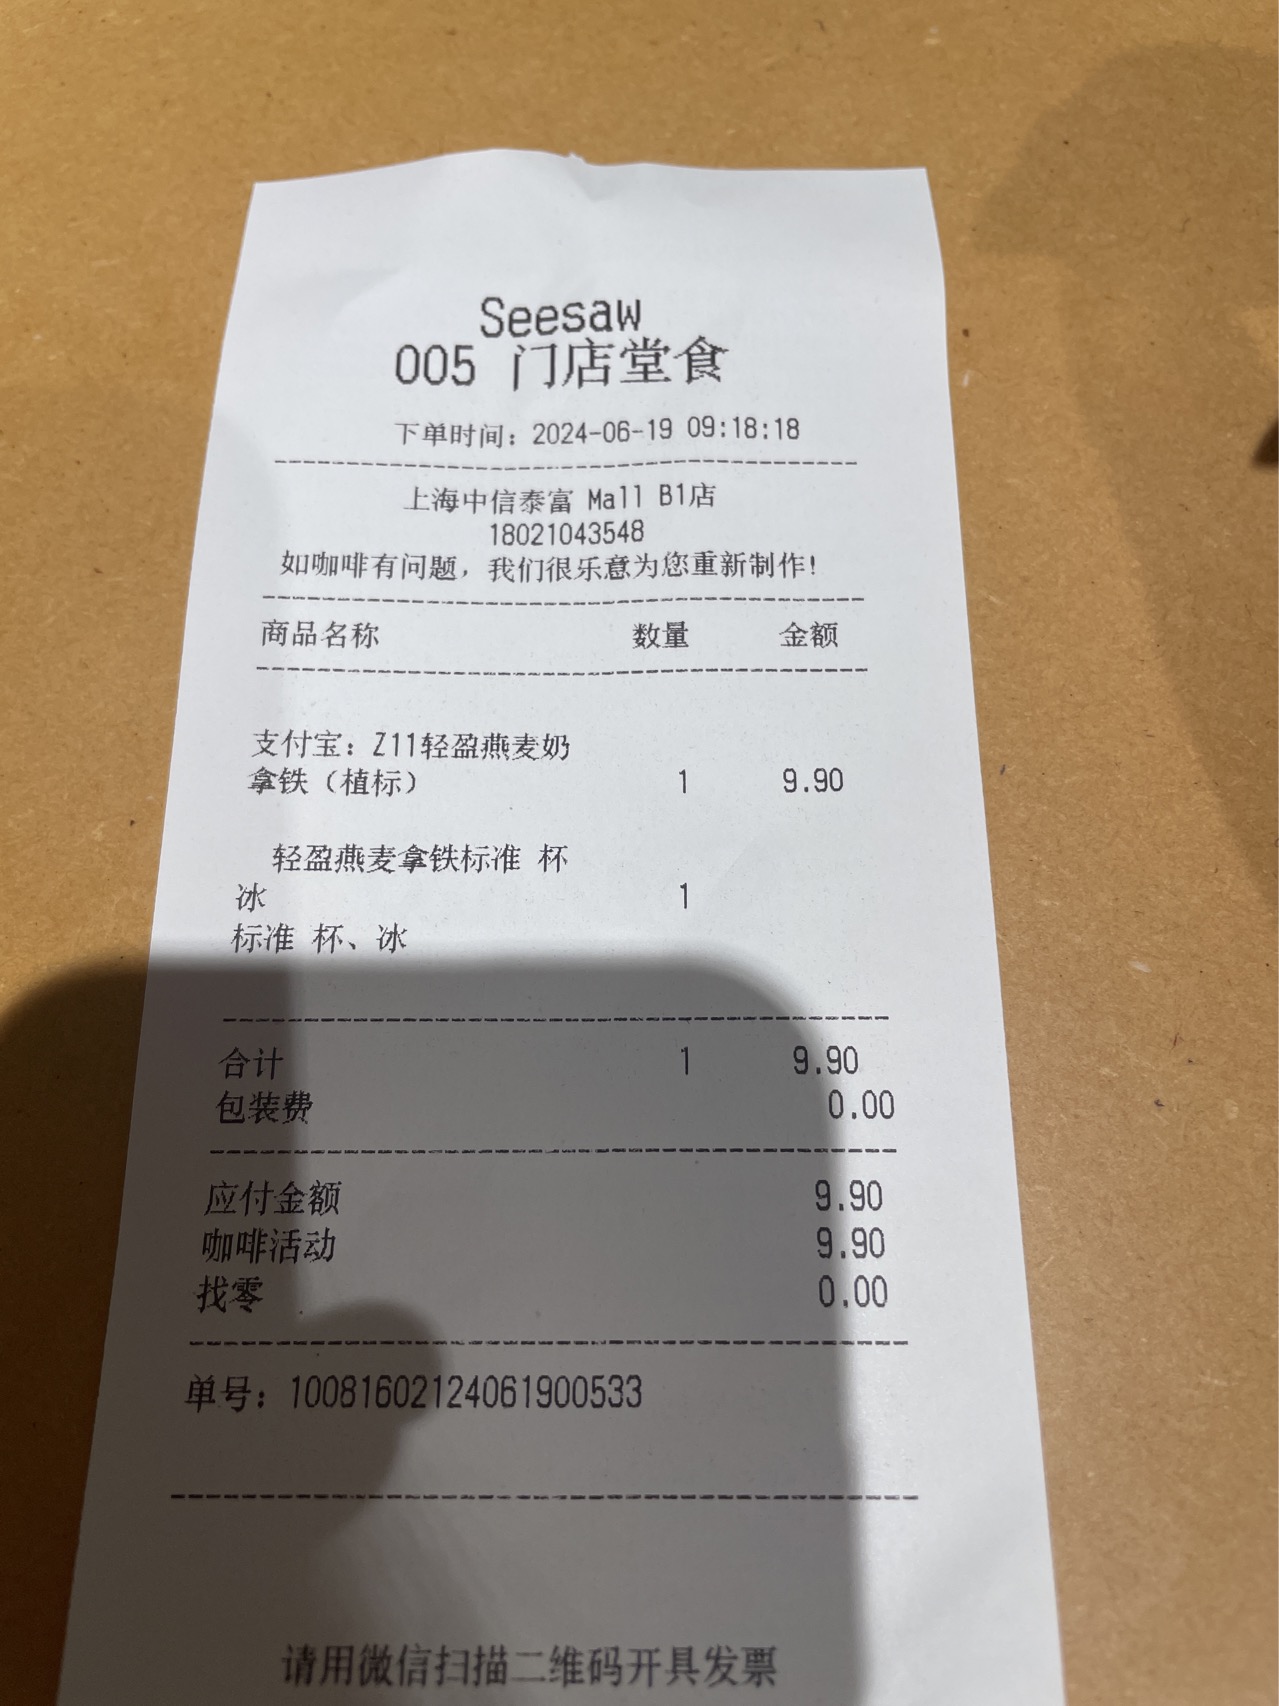 Seesaw
005 门店堂食
下单时间：2024-06-19 09:18:18
上海中信泰富 Mall B1店
18021043548
如咖啡有问题，我们很乐意为您重新制作！
商品名称 数量 金额
支付宝：Z11轻盈燕麦奶
拿铁（植标） 1 9.90
轻盈燕麦拿铁标准 杯
冰 1
标准 杯、冰
合计 1 9.90
包装费 0.00
应付金额 9.90
咖啡活动 9.90
找零 0.00
单号：10081602124061900533
请用微信扫描二维码开具发票